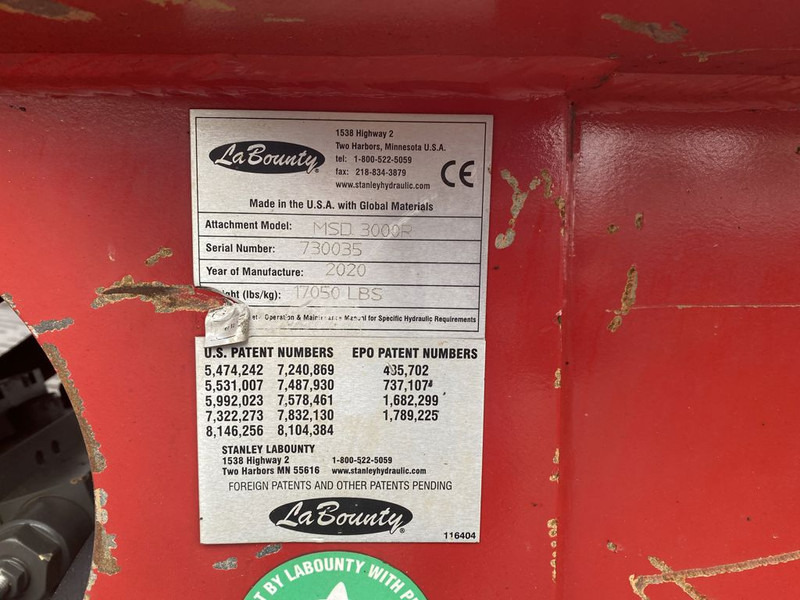 LaBounty®
1538 Highway 2
Two Harbors, Minnesota U.S.A.
tel: 1-800-522-5059
fax: 218-834-3879
www.stanleyhydraulic.com
CE
Made in the U.S.A. with Global Materials
Attachment Model: MSD 3000R
Serial Number: 730035
Year of Manufacture: 2020
(lbs/kg): 17050 LBS
Operation & Manual for Specific Hydraulic Requirements
U.S. PATENT NUMBERS EPO PATENT NUMBERS
5,474,242 7,240,869 435,702
5,531,007 7,487,930 737,107
5,992,023 7,578,461 1,682,299
7,322,273 7,832,130 1,789,225
8,146,256 8,104,384
STANLEY LABOUNTY
1538 Highway 2 1-800-522-5059
Two Harbors MN 55616 www.stanleyhydraulic.com
FOREIGN PATENTS AND OTHER PATENTS PENDING
LaBounty®
116404
BY LABOUNTY WITH